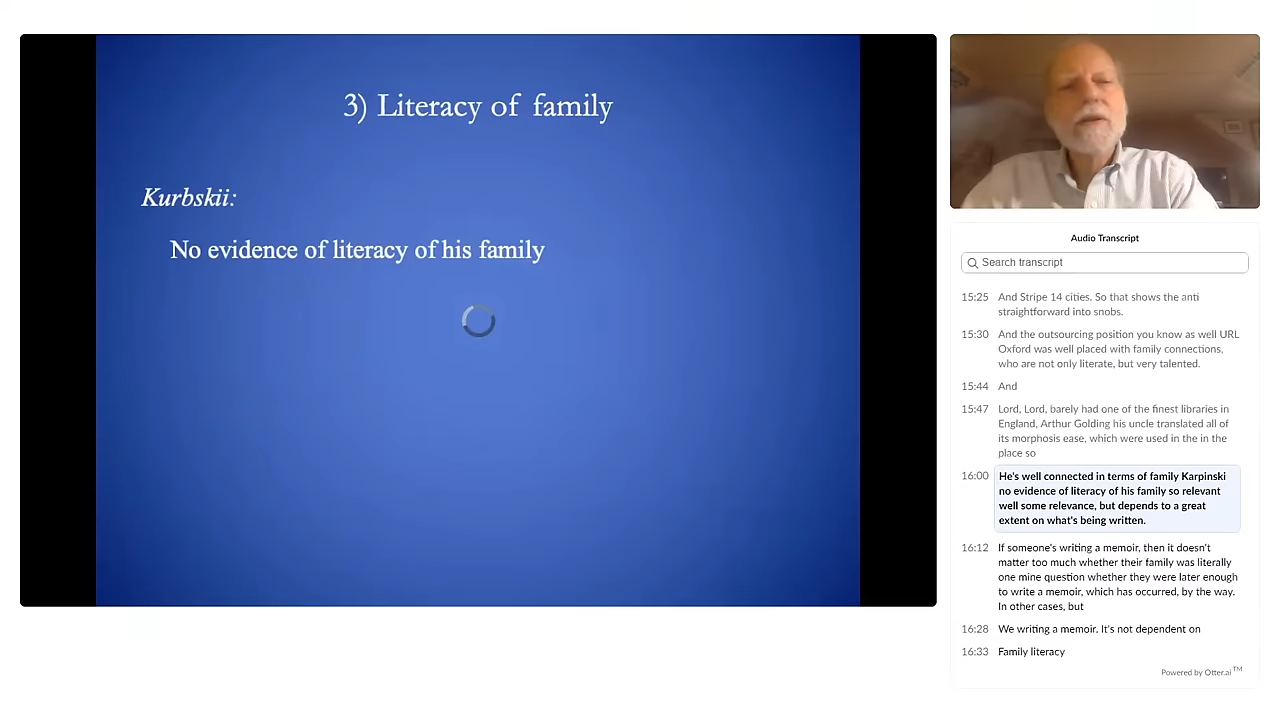 3) Literacy of family
Kurbskii:
No evidence of literacy of his family
Audio Transcript
Search transcript
15:25 And Stripe 14 cities. So that shows the anti
straightforward into snobs.
15:30 And the outsourcing position you know as well URL
Oxford was well placed with family connections,
who are not only literate, but very talented.
15:44 And
15:47 Lord, Lord, barely had one of the finest libraries in
England, Arthur Golding his uncle translated all of
its morphosis ease, which were used in the in the
place so
16:00 He's well connected in terms of family Karpinski
no evidence of literacy of his family so relevant
well some relevance, but depends to a great
extent on what's being written.
16:12 If someone's writing a memoir, then it doesn't
matter too much whether their family was literally
one mine question whether they were later enough
to write a memoir, which has occurred, by the way.
In other cases, but
16:28 We writing a memoir. It's not dependent on
16:33 Family literacy
Powered by Otter.ai TM